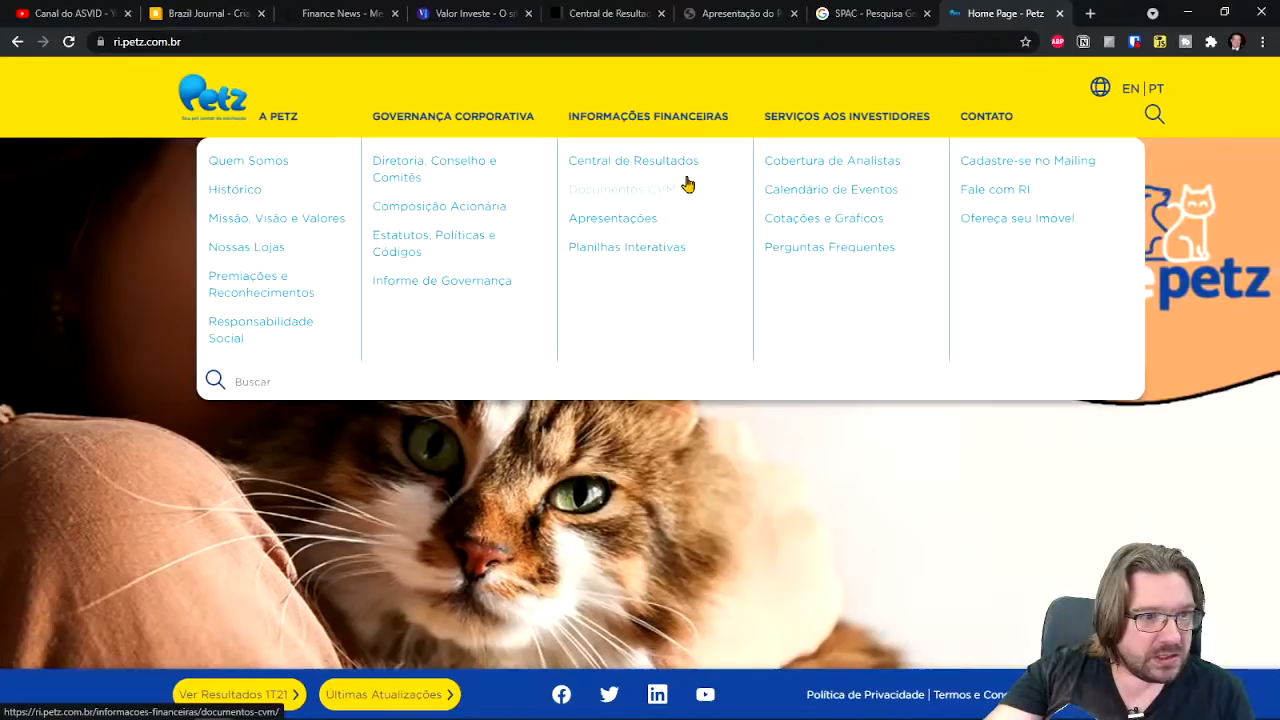 Canal do ASVID - Y
Brazil Journal - Criand
Finance News - Me
Valor Investe - O si
Central de Resultad
Apresentação do P
SPAC - Pesquisa Go
Home Page - Petz
ri.petz.com.br
Petz
EN | PT
A PETZ
GOVERNANÇA CORPORATIVA
INFORMAÇÕES FINANCEIRAS
SERVIÇOS AOS INVESTIDORES
CONTATO
Quem Somos
Histórico
Missão, Visão e Valores
Nossas Lojas
Premiações e
Reconhecimentos
Responsabilidade
Social
Diretoria, Conselho e
Comitês
Composição Acionária
Estatutos, Políticas e
Códigos
Informe de Governança
Central de Resultados
Documentos CVM
Apresentações
Planilhas Interativas
Cobertura de Analistas
Calendário de Eventos
Cotações e Gráficos
Perguntas Frequentes
Cadastre-se no Mailing
Fale com RI
Ofereça seu Imóvel
Buscar
petz
Ver Resultados 1T21
Últimas Atualizações
Política de Privacidade | Termos e Con
https://ri.petz.com.br/informacoes-financeiras/documentos-cvm/